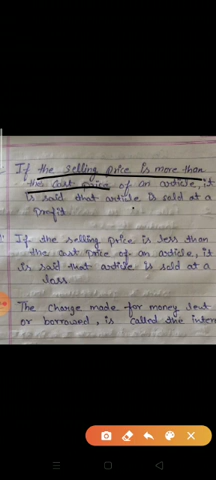 If the selling price is more than
the cost price of an article, it
is said that article is sold at a
profit
If the selling price is less than
the cost price of an article, it
is said that article is sold at a
loss
The charge made for money lent
or borrowed, is called the inter